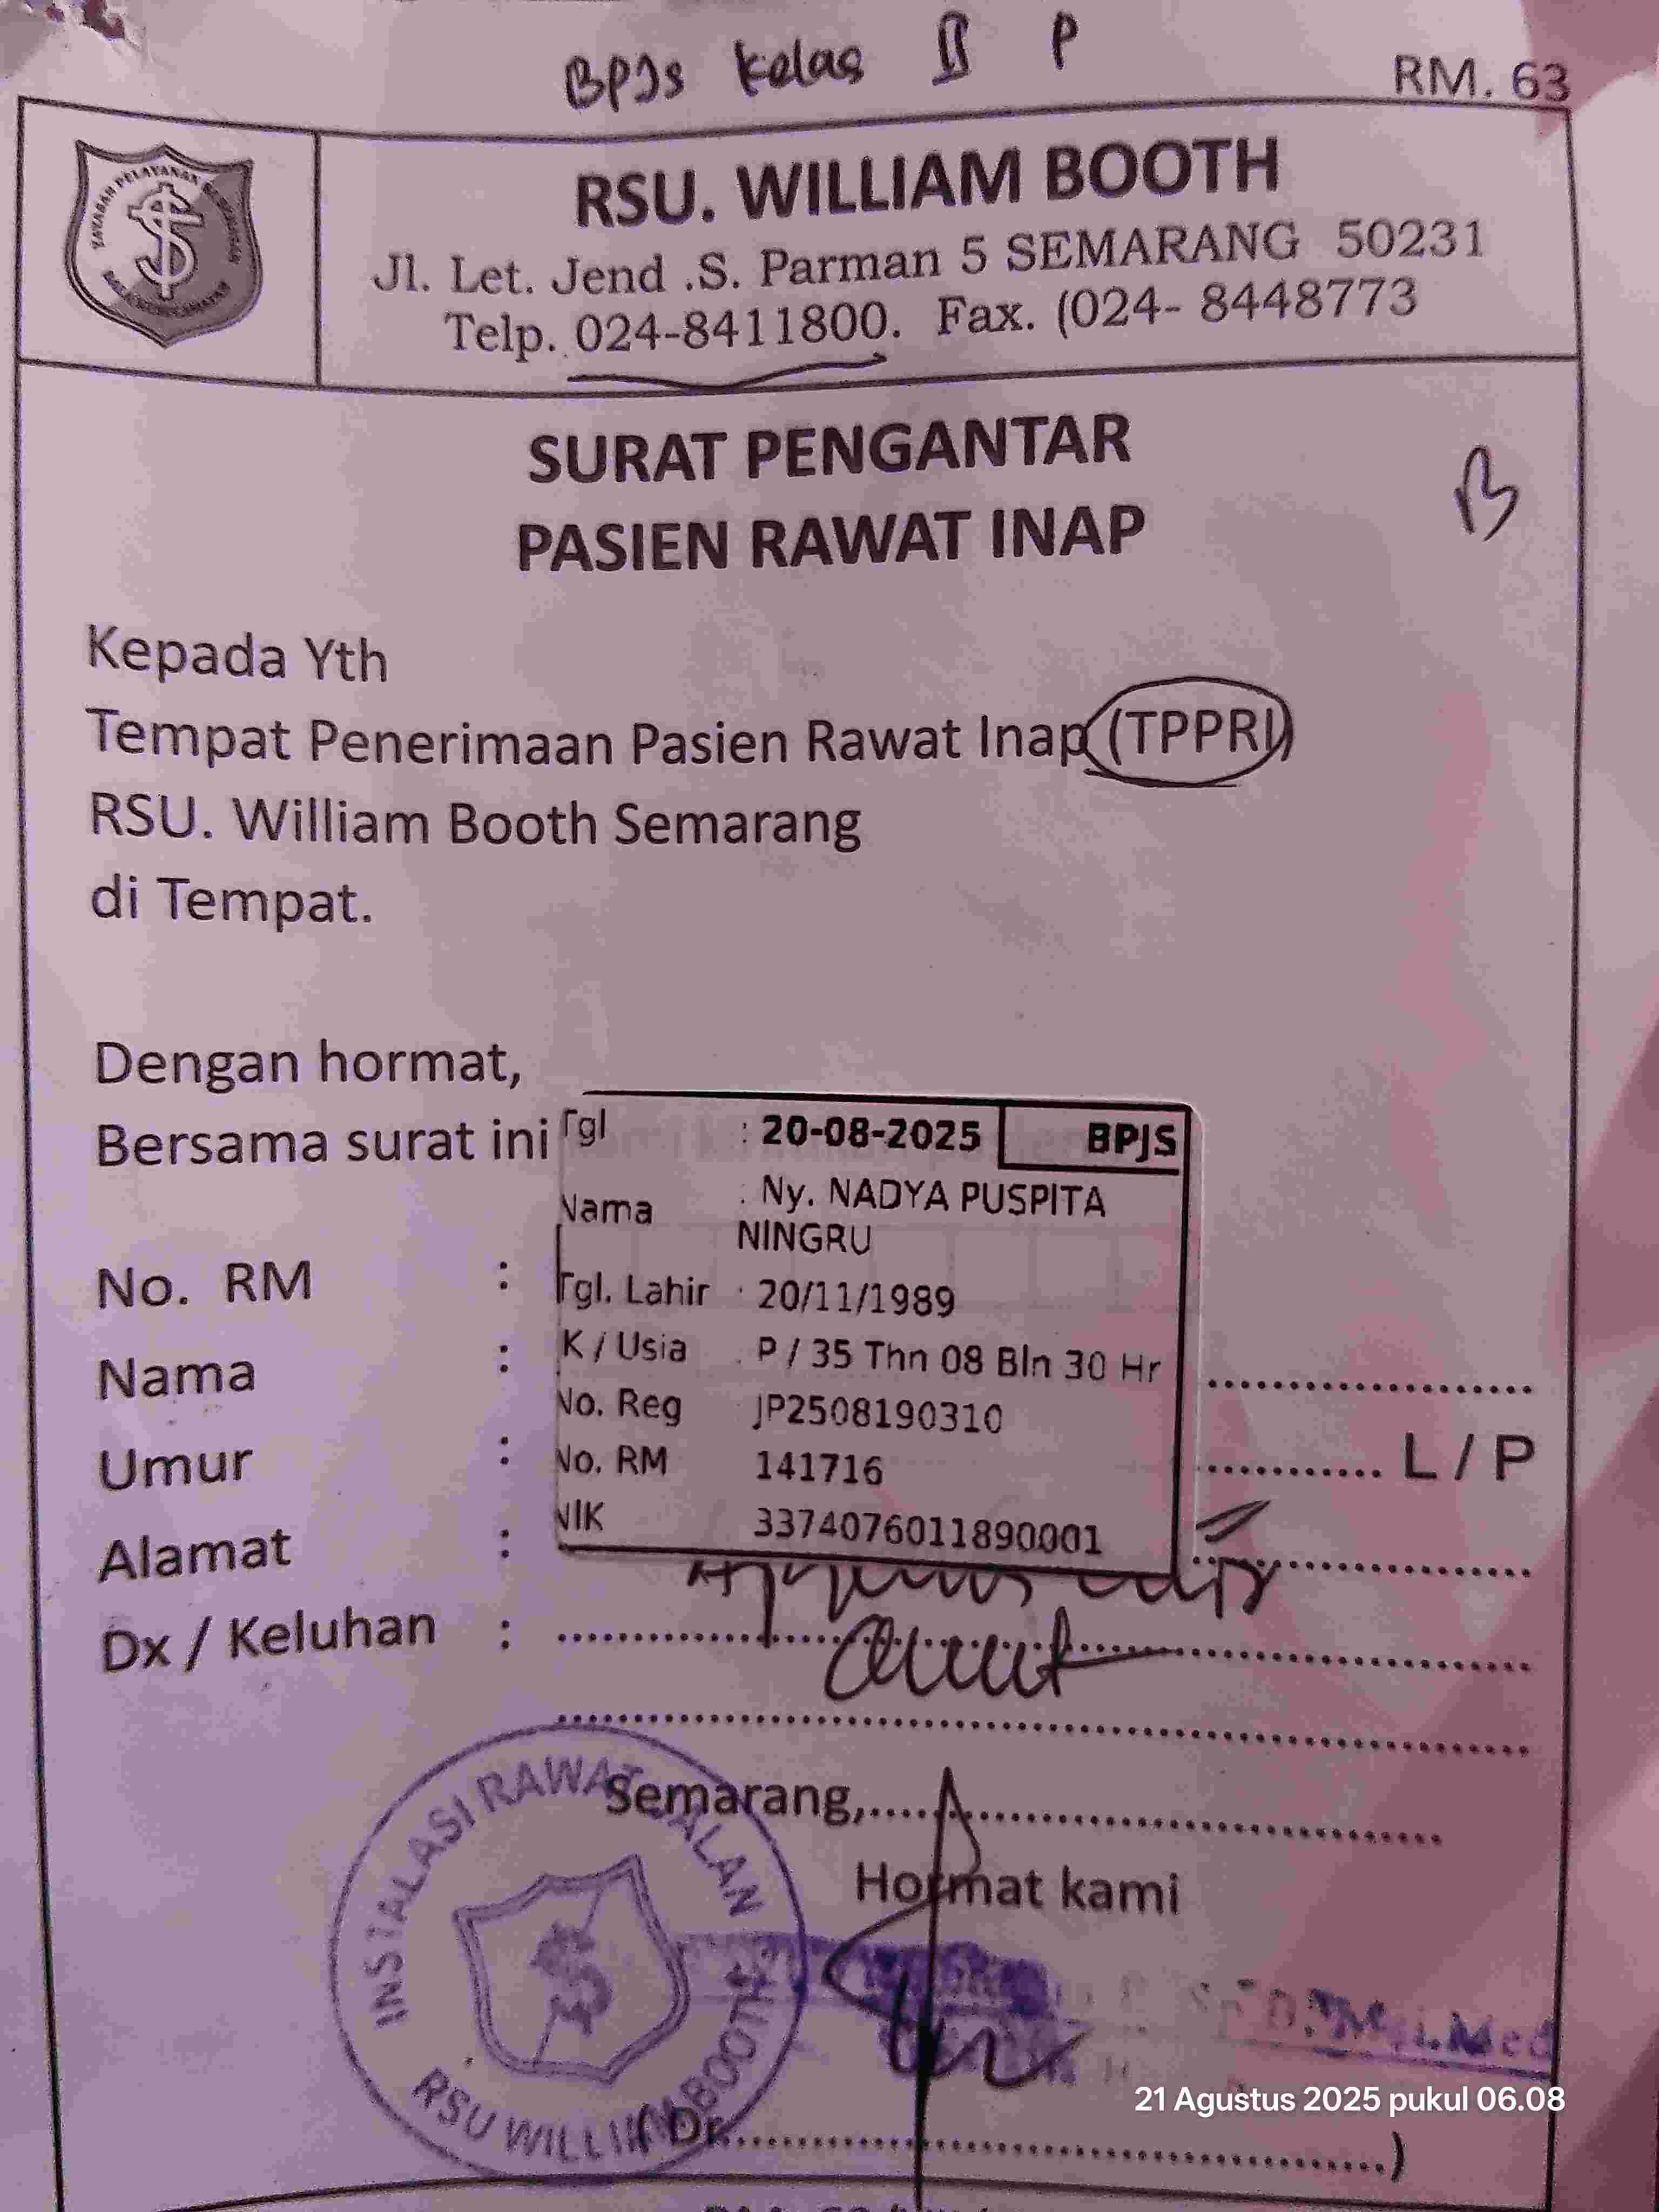 BPJS Kelas II P
RM. 63
YAYASAN PELAYANAN
RSU. WILLIAM BOOTH
Jl. Let. Jend .S. Parman 5 SEMARANG 50231
Telp. 024-8411800. Fax. (024- 8448773
SURAT PENGANTAR
PASIEN RAWAT INAP
B
Kepada Yth
Tempat Penerimaan Pasien Rawat Inap (TPPRI)
RSU. William Booth Semarang
di Tempat.
Dengan hormat,
Bersama surat ini
Tgl : 20-08-2025 BPJS
Nama : Ny. NADYA PUSPITA
NINGRU
Tgl. Lahir : 20/11/1989
K / Usia : P / 35 Thn 08 Bln 30 Hr
No. Reg JP2508190310
No. RM 141716
NIK 3374076011890001
No. RM :
Nama :
Umur : L / P
Alamat :
Dx / Keluhan :
Semarang,
Hormat kami
INSTALASI RAWAT JALAN
RSU WILLIAM BOOTH
(Dr. )
21 Agustus 2025 pukul 06.08